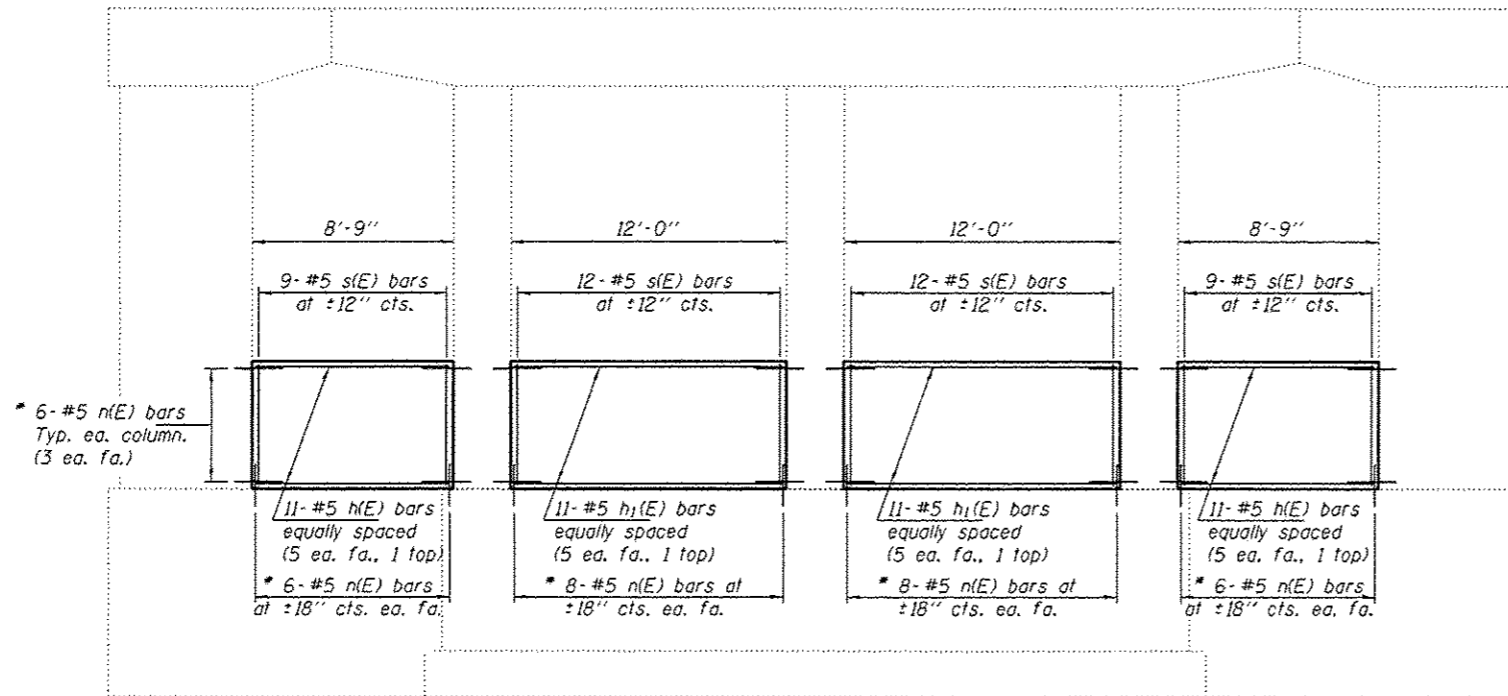 8'-9"
12'-0"
12'-0"
8'-9"
9- #5 s(E) bars
at ±12" cts.
12- #5 s(E) bars
at ±12" cts.
12- #5 s(E) bars
at ±12" cts.
9- #5 s(E) bars
at ±12" cts.
* 6- #5 n(E) bars
Typ. ea. column.
(3 ea. fa.)
11- #5 h(E) bars
equally spaced
(5 ea. fa., 1 top)
11- #5 h₁(E) bars
equally spaced
(5 ea. fa., 1 top)
11- #5 h₁(E) bars
equally spaced
(5 ea. fa., 1 top)
11- #5 h(E) bars
equally spaced
(5 ea. fa., 1 top)
* 6- #5 n(E) bars
at ±18" cts. ea. fa.
* 8- #5 n(E) bars at
±18" cts. ea. fa.
* 8- #5 n(E) bars at
±18" cts. ea. fa.
* 6- #5 n(E) bars
at ±18" cts. ea. fa.